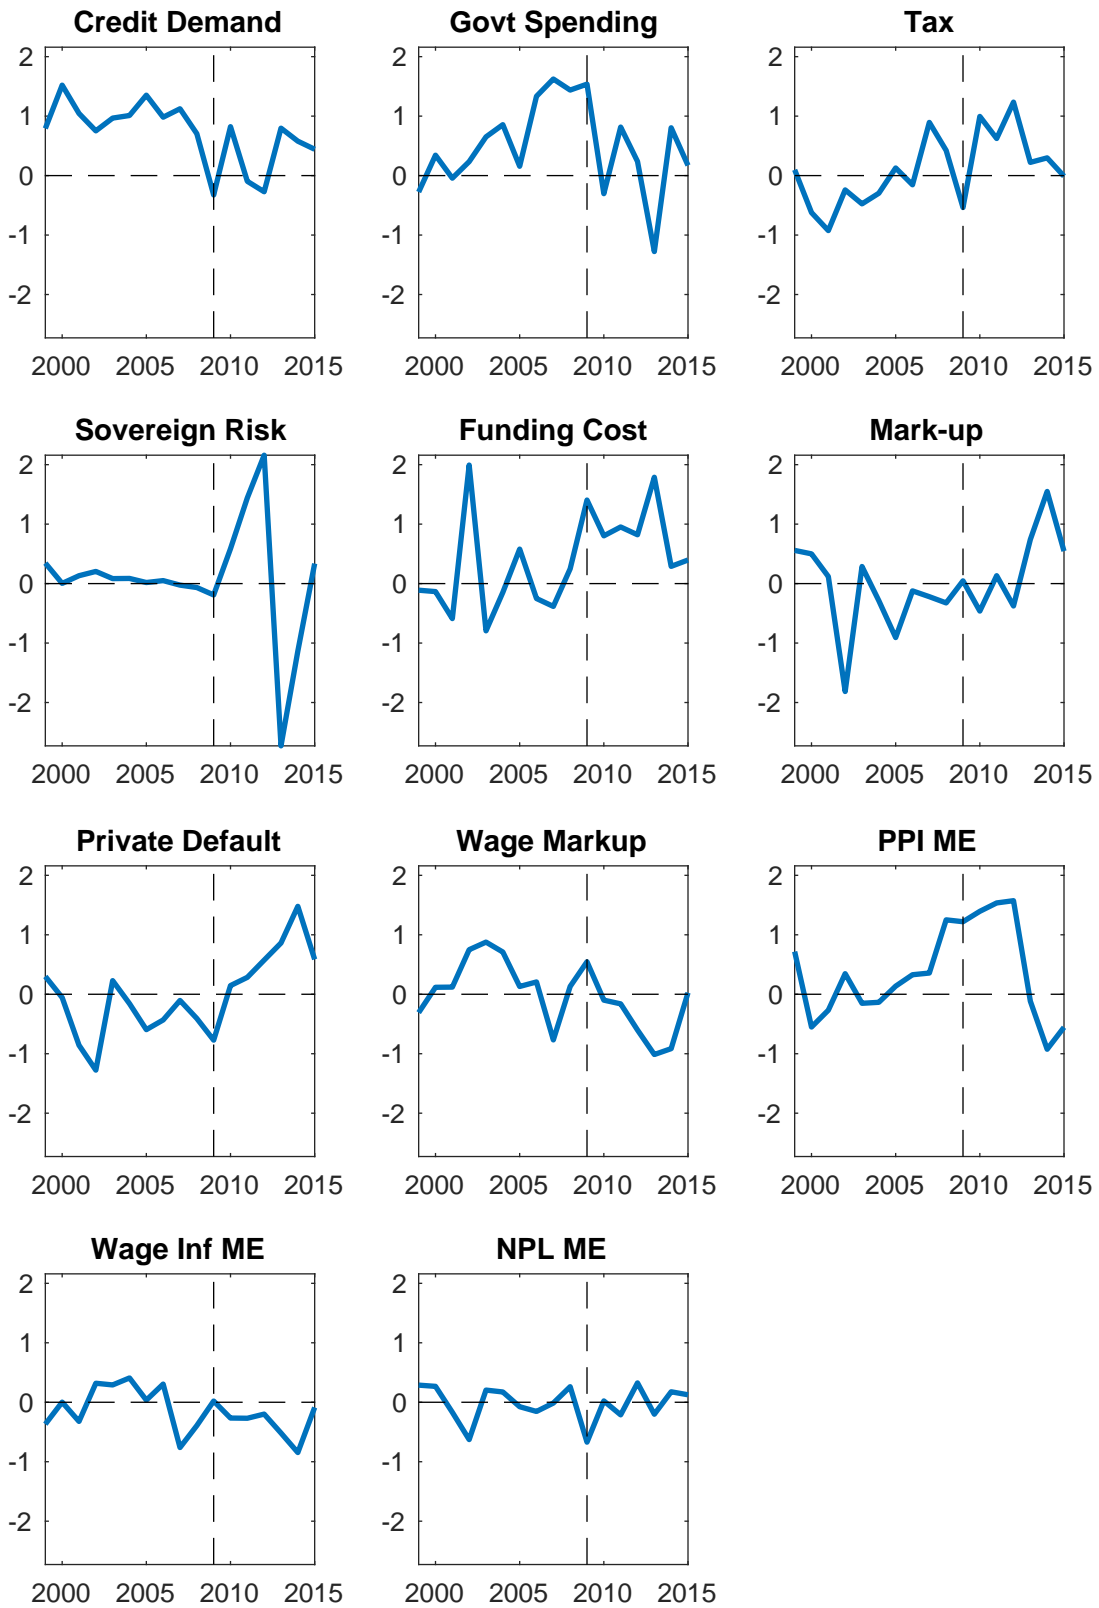 Credit Demand Govt Spending Tax
2 2 2
1 1 1
0 0 0
-1 -1 -1
-2 -2 -2
2000 2005 2010 2015 2000 2005 2010 2015 2000 2005 2010 2015
Sovereign Risk Funding Cost Mark-up
2 2 2
1 1 1
0 0 0
-1 -1 -1
-2 -2 -2
2000 2005 2010 2015 2000 2005 2010 2015 2000 2005 2010 2015
Private Default Wage Markup PPI ME
2 2 2
1 1 1
0 0 0
-1 -1 -1
-2 -2 -2
2000 2005 2010 2015 2000 2005 2010 2015 2000 2005 2010 2015
Wage Inf ME NPL ME
2 2
1 1
0 0
-1 -1
-2 -2
2000 2005 2010 2015 2000 2005 2010 2015